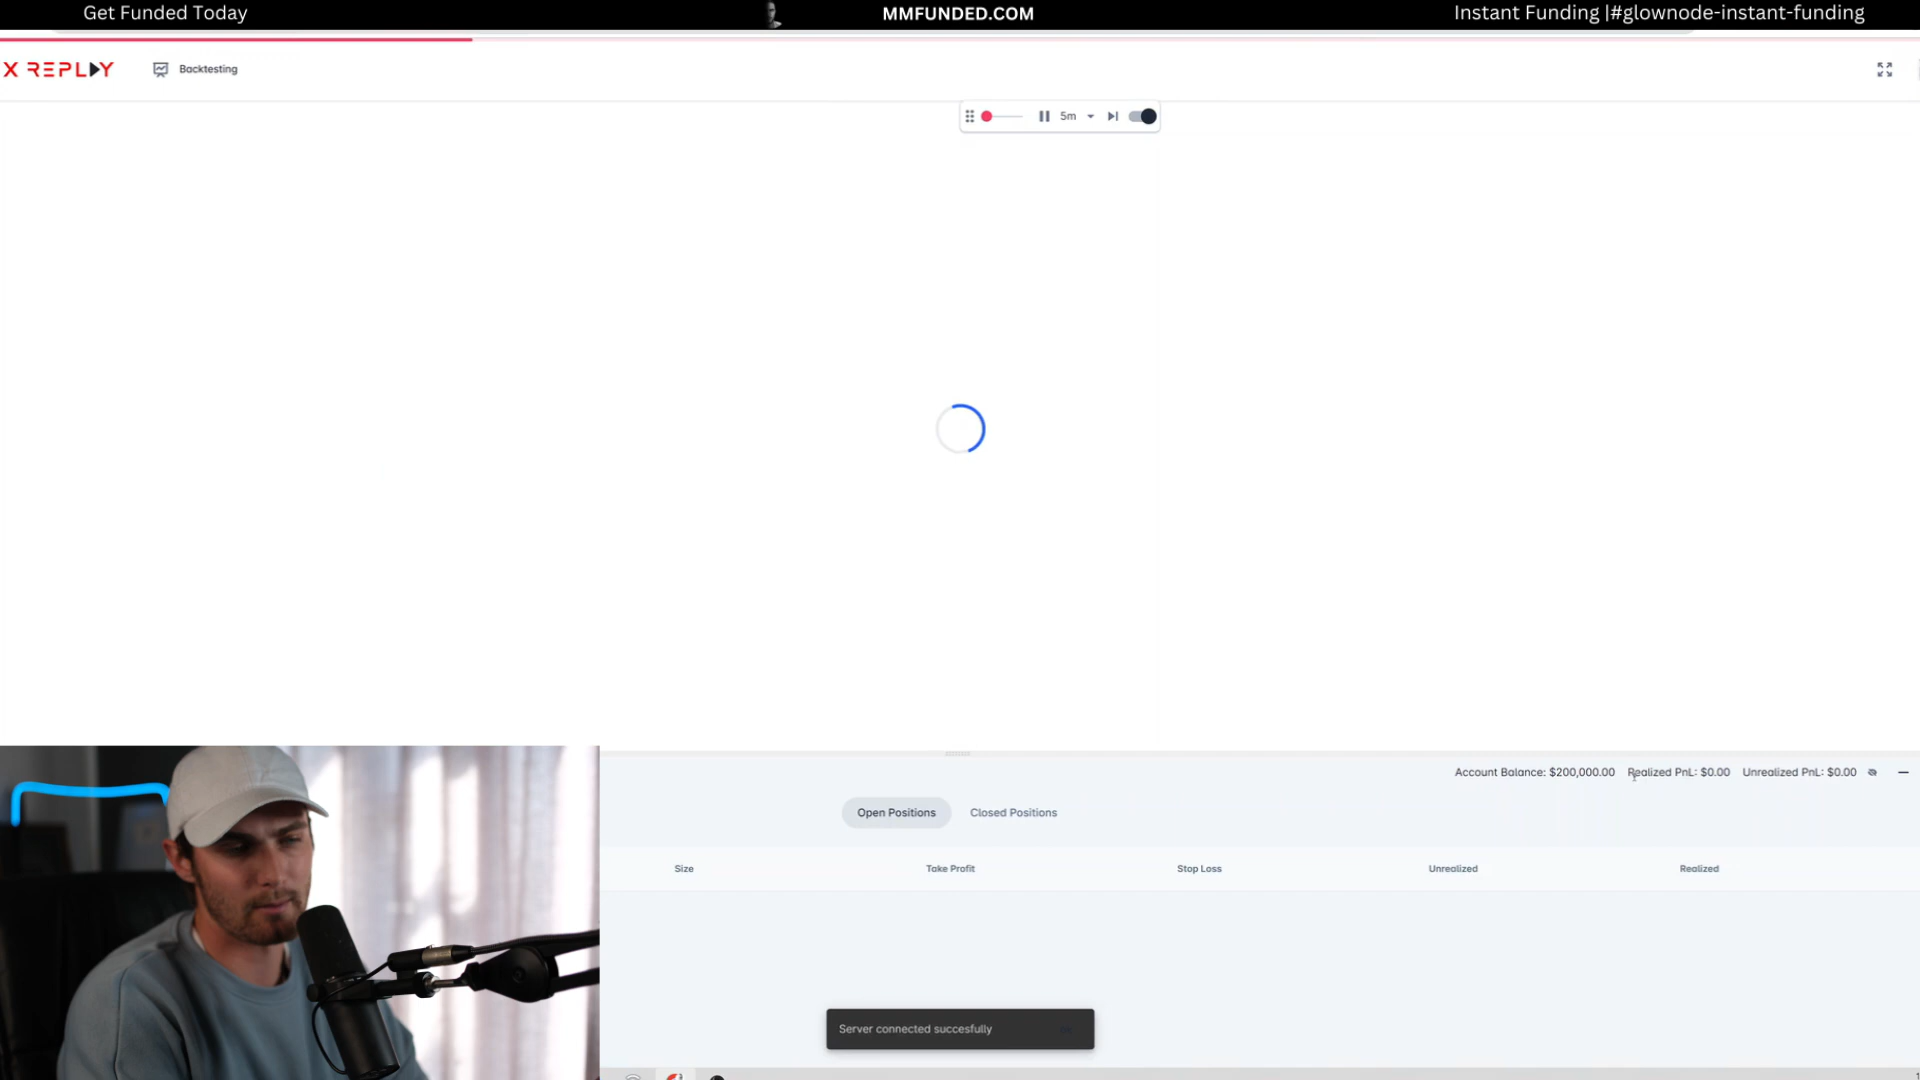 Get Funded Today
MMFUNDED.COM
Instant Funding |#glownode-instant-funding
X REPLAY
Backtesting
5m
Account Balance: $200,000.00 Realized PnL: $0.00 Unrealized PnL: $0.00
Open Positions
Closed Positions
Size
Take Profit
Stop Loss
Unrealized
Realized
Server connected succesfully